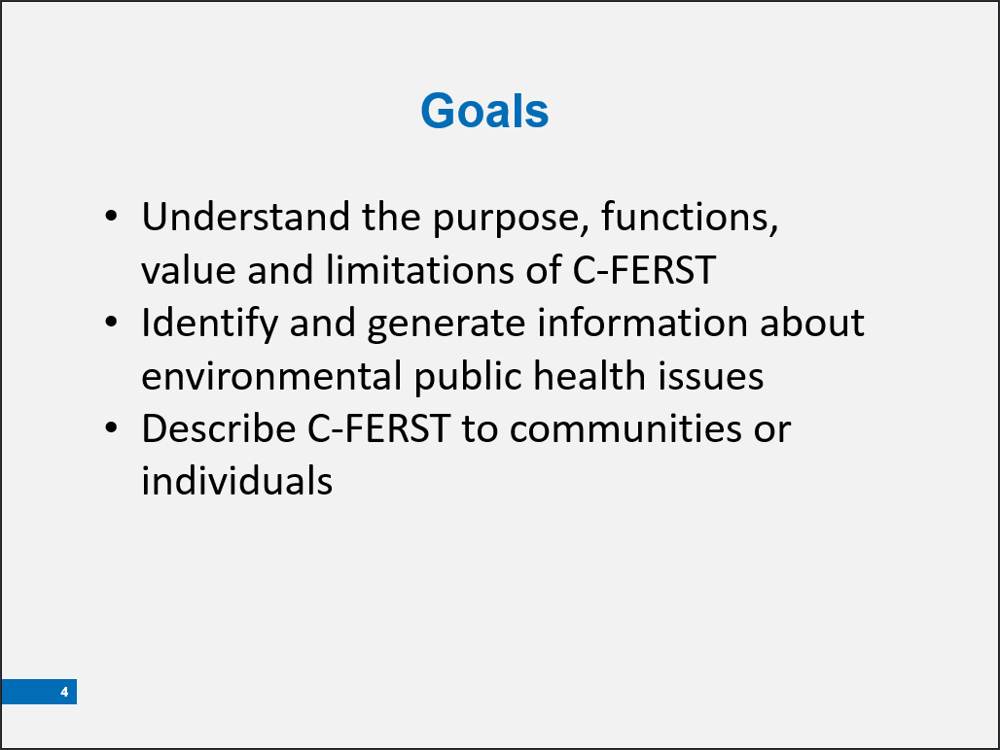 Goals
• Understand the purpose, functions,
value and limitations of C-FERST
• Identify and generate information about
environmental public health issues
• Describe C-FERST to communities or
individuals
4